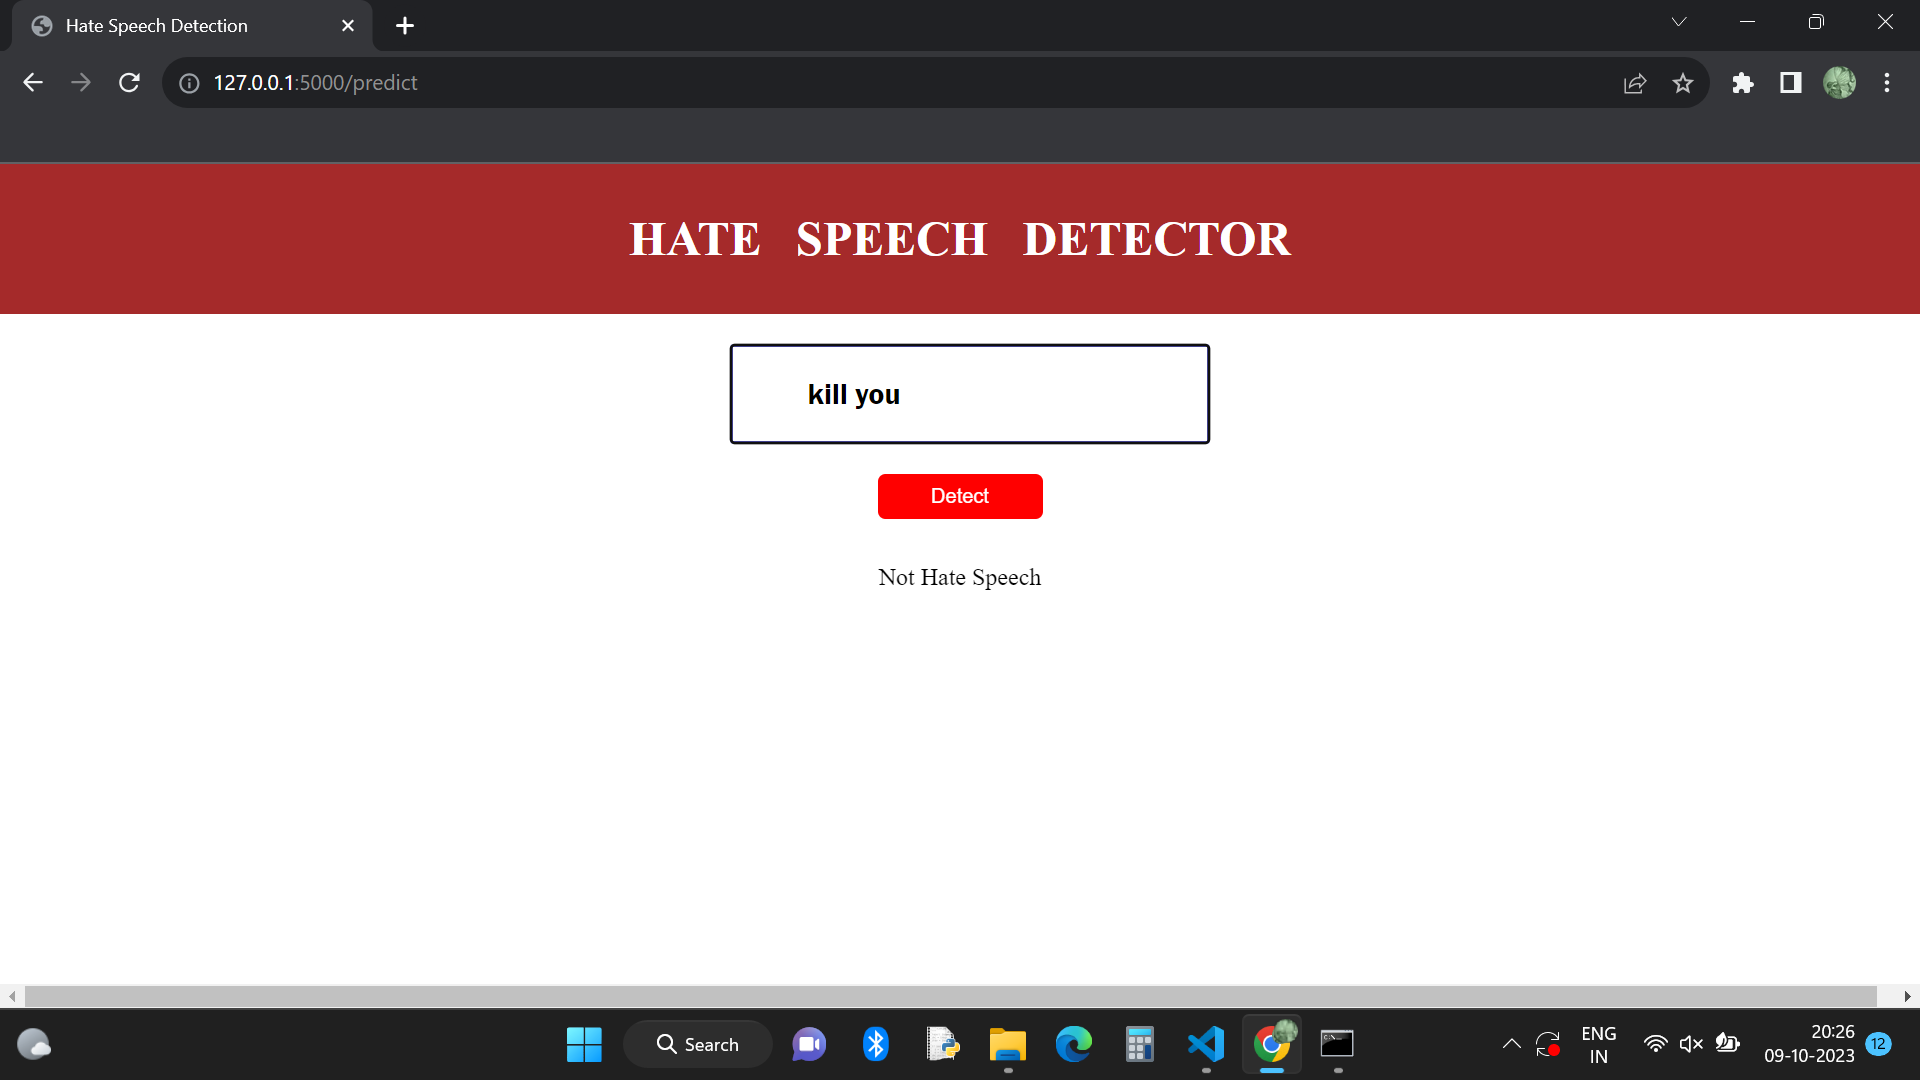 Hate Speech Detection
127.0.0.1:5000/predict
HATE SPEECH DETECTOR
kill you
Detect
Not Hate Speech
Search
ENG
IN
20:26
09-10-2023
12